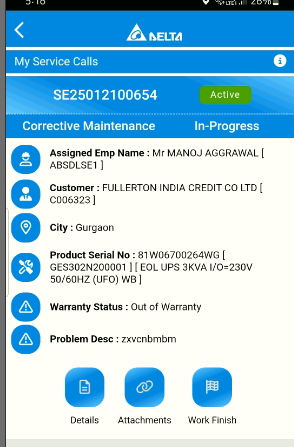 5:18
DELTA
My Service Calls
SE25012100654
Active
Corrective Maintenance
In-Progress
Assigned Emp Name : Mr MANOJ AGGRAWAL [
ABSDLSE1 ]
Customer : FULLERTON INDIA CREDIT CO LTD [
C006323 ]
City : Gurgaon
Product Serial No : 81W06700264WG [
GES302N200001 ] [ EOL UPS 3KVA I/O=230V
50/60HZ (UFO) WB ]
Warranty Status : Out of Warranty
Problem Desc : zxvcnbmbm
Details
Attachments
Work Finish